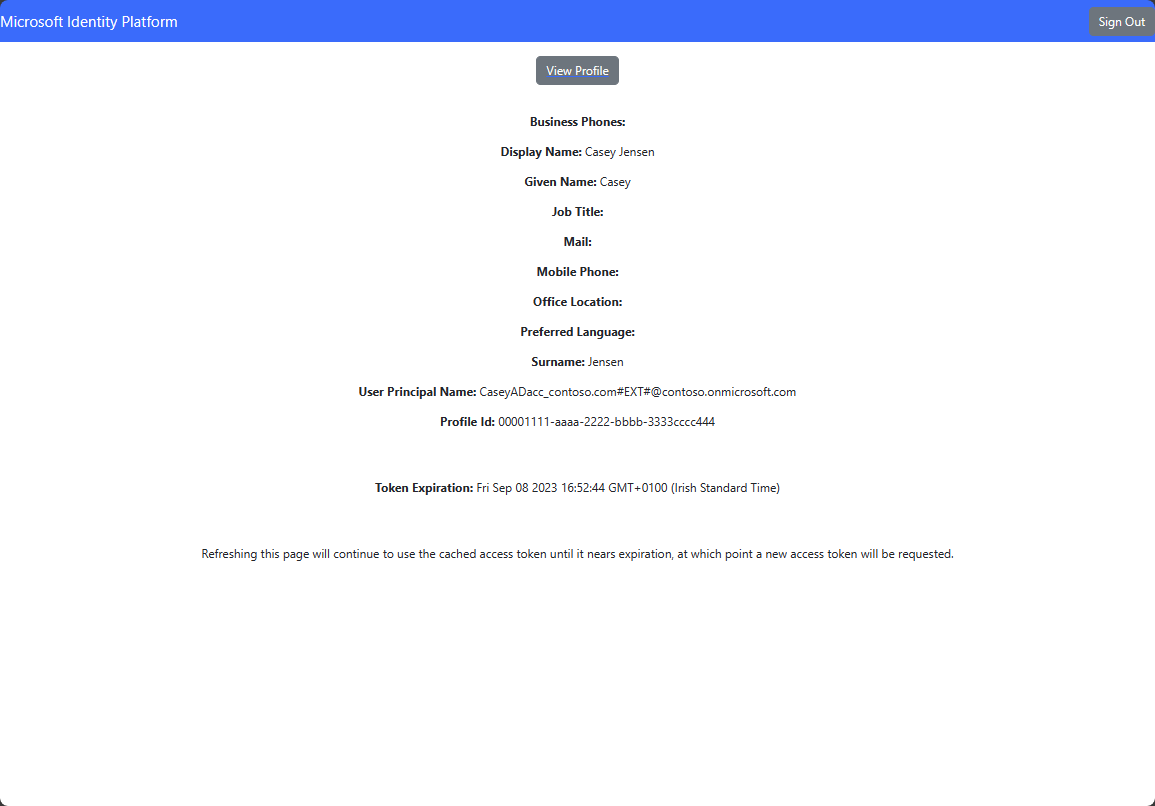 Microsoft Identity Platform
Sign Out
View Profile
Business Phones:
Display Name: Casey Jensen
Given Name: Casey
Job Title:
Mail:
Mobile Phone:
Office Location:
Preferred Language:
Surname: Jensen
User Principal Name: CaseyADacc_contoso.com#EXT#@contoso.onmicrosoft.com
Profile Id: 00001111-aaaa-2222-bbbb-3333cccc444
Token Expiration: Fri Sep 08 2023 16:52:44 GMT+0100 (Irish Standard Time)
Refreshing this page will continue to use the cached access token until it nears expiration, at which point a new access token will be requested.